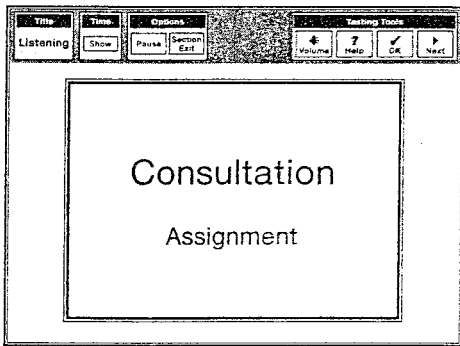 Title Time Options Testing Tools
Listening Show Pause Section Exit Volume Help OK Next
Consultation
Assignment